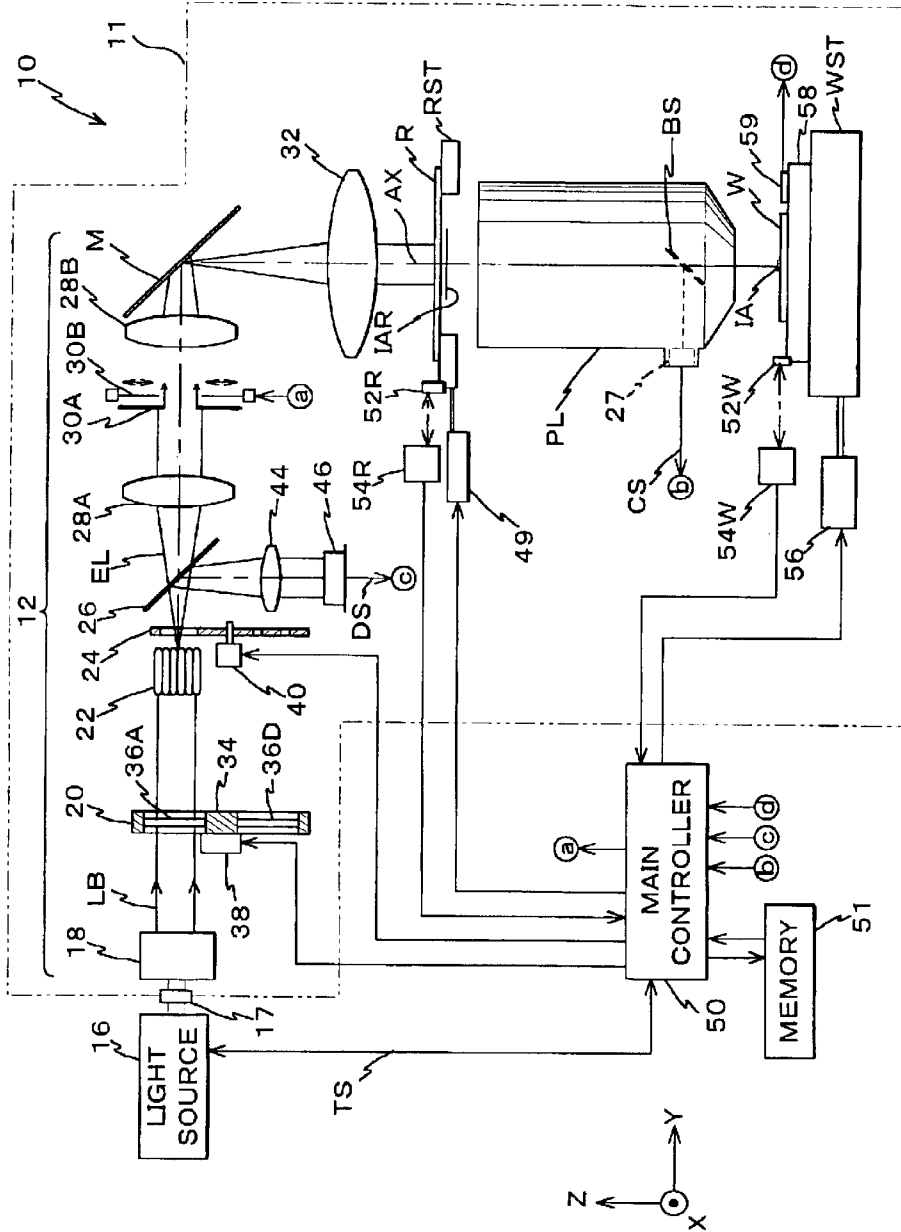 10
11
12
M
28B
30B
30A
ⓐ
28A
EL
26
24
22
44
46
DS
ⓒ
40
36A
20
34
36D
LB
18
38
17
16
LIGHT
SOURCE
TS
32
R
RST
AX
IAR
52R
54R
49
PL
BS
27
CS
ⓑ
IA
W
59
ⓓ
58
WST
52W
54W
56
MAIN
CONTROLLER
50
ⓐ
ⓑ
ⓒ
ⓓ
MEMORY
51
Z
Y
X